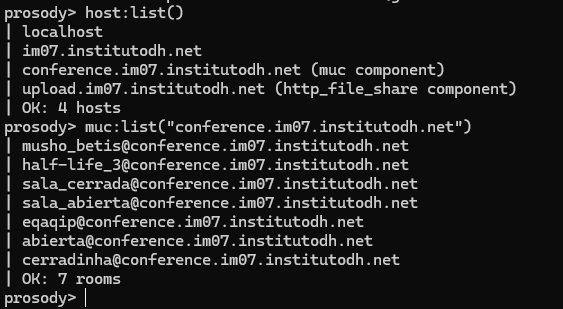 prosody> host:list()
| localhost
| im07.institutodh.net
| conference.im07.institutodh.net (muc component)
| upload.im07.institutodh.net (http_file_share component)
| OK: 4 hosts
prosody> muc:list("conference.im07.institutodh.net")
| musho_betis@conference.im07.institutodh.net
| half-life_3@conference.im07.institutodh.net
| sala_cerrada@conference.im07.institutodh.net
| sala_abierta@conference.im07.institutodh.net
| eqaqip@conference.im07.institutodh.net
| abierta@conference.im07.institutodh.net
| cerradinha@conference.im07.institutodh.net
| OK: 7 rooms
prosody>